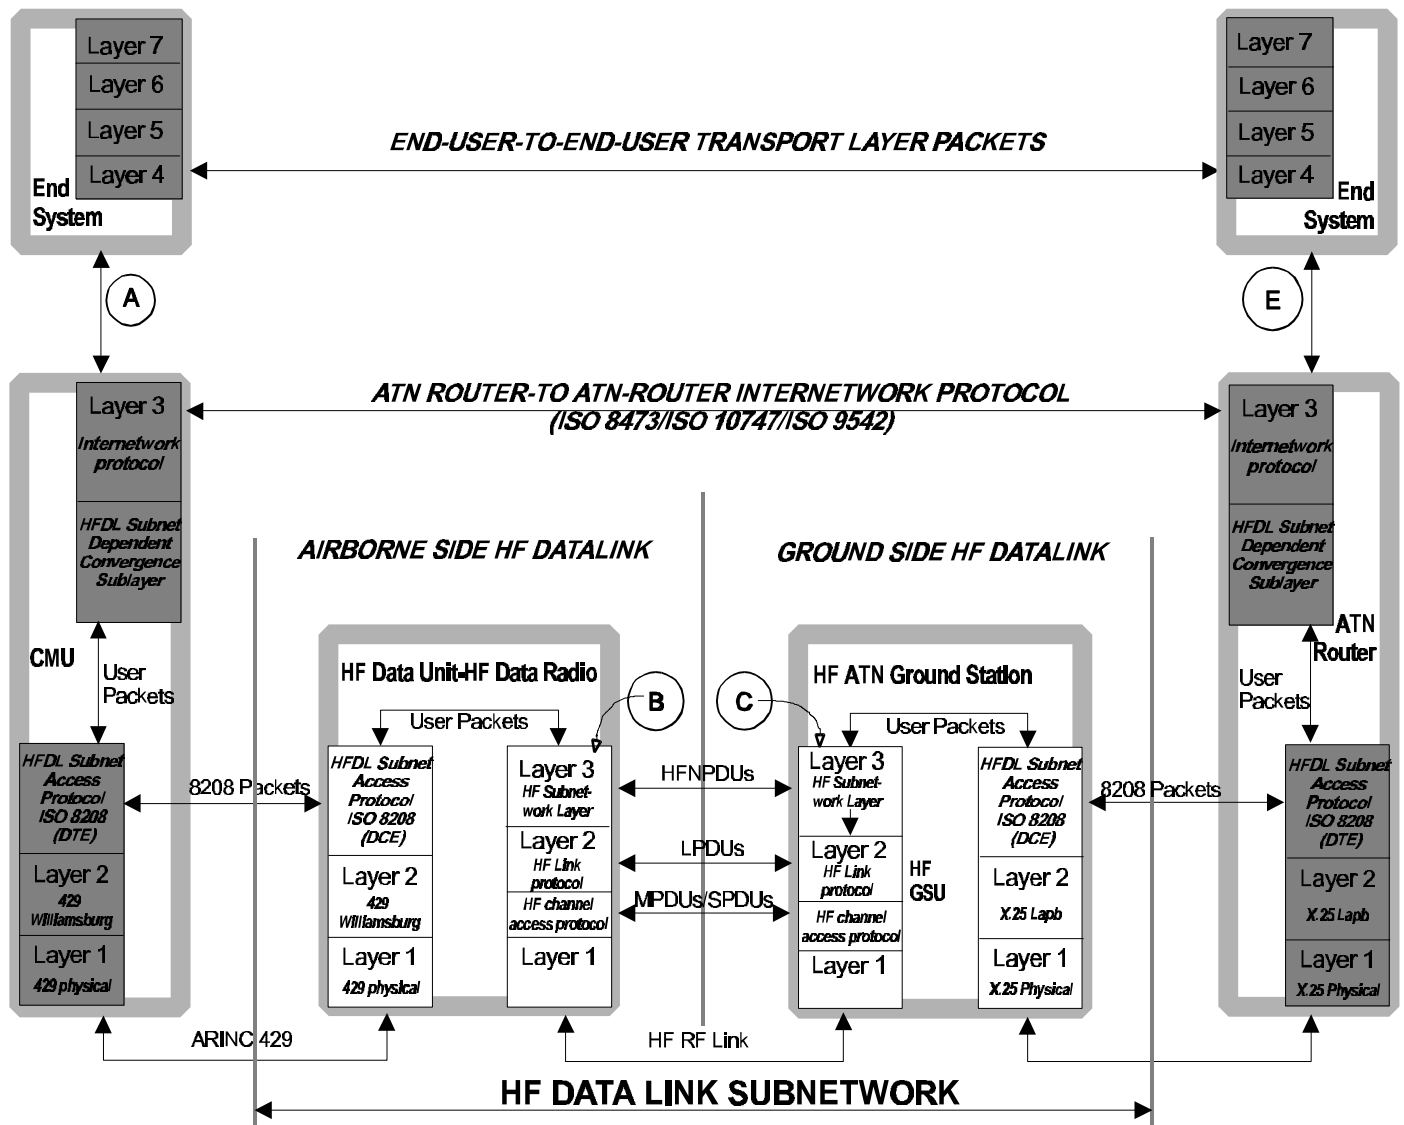 Layer 7
Layer 6
Layer 5
Layer 4
End
System
Layer 7
Layer 6
Layer 5
Layer 4
End
System
END-USER-TO-END-USER TRANSPORT LAYER PACKETS
A
E
ATN ROUTER-TO ATN-ROUTER INTERNETWORK PROTOCOL
(ISO 8473/ISO 10747/ISO 9542)
Layer 3
Internetwork
protocol
HFDL Subnet
Dependent
Convergence
Sublayer
CMU
User
Packets
HFDL Subnet
Access
Protocol
ISO 8208
(DTE)
Layer 2
429
Williamsburg
Layer 1
429 physical
8208 Packets
ARINC 429
AIRBORNE SIDE HF DATALINK
HF Data Unit-HF Data Radio
User Packets
B
HFDL Subnet
Access
Protocol
ISO 8208
(DCE)
Layer 2
429
Williamsburg
Layer 1
429 physical
Layer 3
HF Subnet-
work Layer
Layer 2
HF Link
protocol
HF channel
access protocol
Layer 1
HFNPDUs
LPDUs
MPDUs/SPDUs
HF RF Link
GROUND SIDE HF DATALINK
HF ATN Ground Station
C
User Packets
Layer 3
HF Subnet-
work Layer
Layer 2
HF Link
protocol
HF channel
access protocol
Layer 1
HF
GSU
HFDL Subnet
Access
Protocol
ISO 8208
(DCE)
Layer 2
X.25 Lapb
Layer 1
X.25 Physical
8208 Packets
Layer 3
Internetwork
protocol
HFDL Subnet
Dependent
Convergence
Sublayer
ATN
Router
User
Packets
HFDL Subnet
Access
Protocol
ISO 8208
(DTE)
Layer 2
X.25 Lapb
Layer 1
X.25 Physical
HF DATA LINK SUBNETWORK